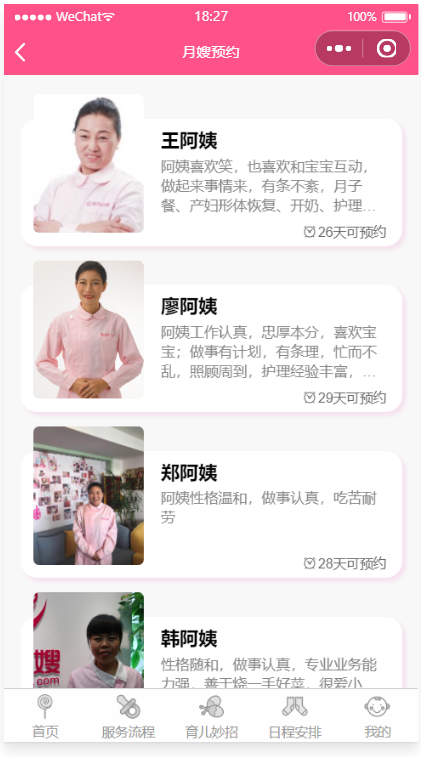 WeChat 18:27 100%
月嫂预约
王阿姨
阿姨喜欢笑，也喜欢和宝宝互动，
做起来事情来，有条不紊，月子
餐、产妇形体恢复、开奶、护理...
26天可预约
廖阿姨
阿姨工作认真，忠厚本分，喜欢宝
宝；做事有计划，有条理，忙而不
乱，照顾周到，护理经验丰富，...
29天可预约
郑阿姨
阿姨性格温和，做事认真，吃苦耐
劳
28天可预约
嫂
.com
韩阿姨
性格随和，做事认真，专业业务能
力强，善于烧一手好菜，很爱小
首页 服务流程 育儿妙招 日程安排 我的